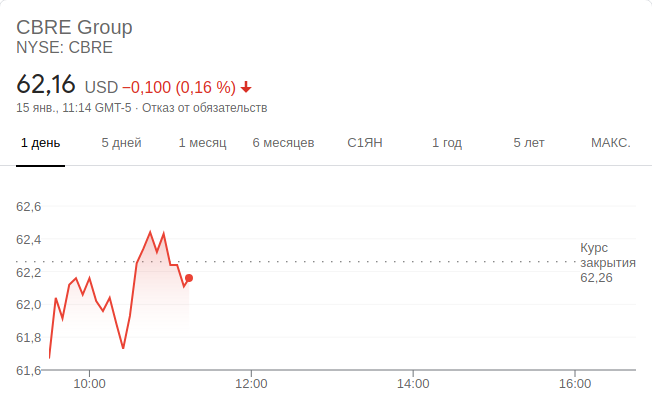 CBRE Group
NYSE: CBRE
62,16 USD −0,100 (0,16 %)
15 янв., 11:14 GMT-5 · Отказ от обязательств
1 день 5 дней 1 месяц 6 месяцев С1ЯН 1 год 5 лет МАКС.
62,6
62,4
Курс
закрытия
62,26
62,2
62,0
61,8
61,6
10:00 12:00 14:00 16:00